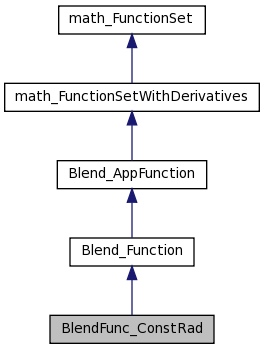 math_FunctionSet
math_FunctionSetWithDerivatives
Blend_AppFunction
Blend_Function
BlendFunc_ConstRad